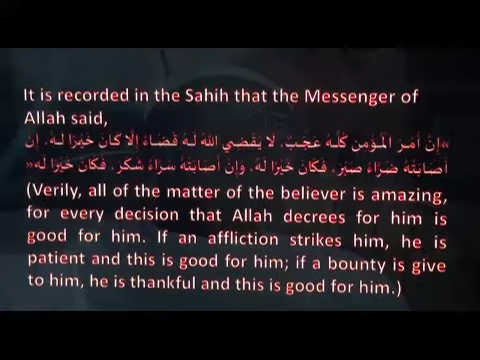 It is recorded in the Sahih that the Messenger of
Allah said,
«إِنَّ أَمْرَ الْمُؤْمِنِ كُلَّهُ عَجَبٌ، لَا يَقْضِي اللهُ لَهُ قَضَاءً إِلَّا كَانَ خَيْرًا لَهُ، إِنْ
أَصَابَتْهُ ضَرَّاءُ صَبَرَ، فَكَانَ خَيْرًا لَهُ، وَإِنْ أَصَابَتْهُ سَرَّاءُ شَكَرَ، فَكَانَ خَيْرًا لَه»
(Verily, all of the matter of the believer is amazing,
for every decision that Allah decrees for him is
good for him. If an affliction strikes him, he is
patient and this is good for him; if a bounty is give
to him, he is thankful and this is good for him.)